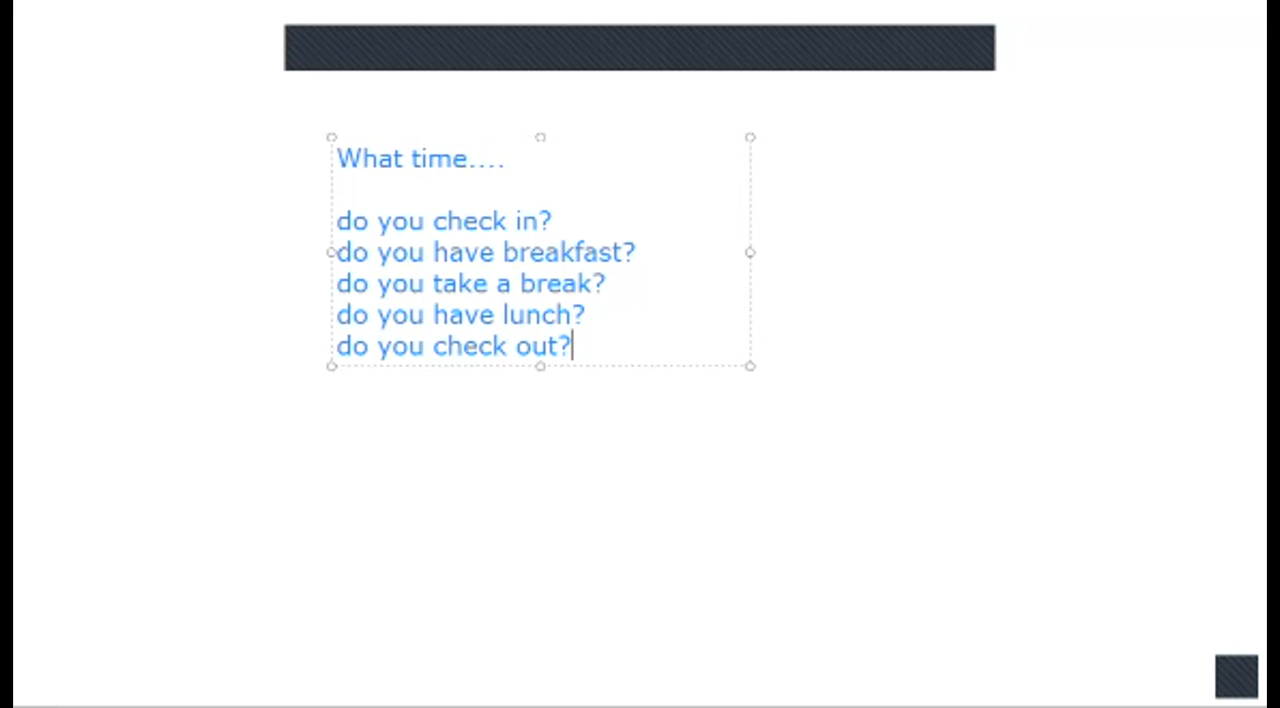 What time....
do you check in?
do you have breakfast?
do you take a break?
do you have lunch?
do you check out?